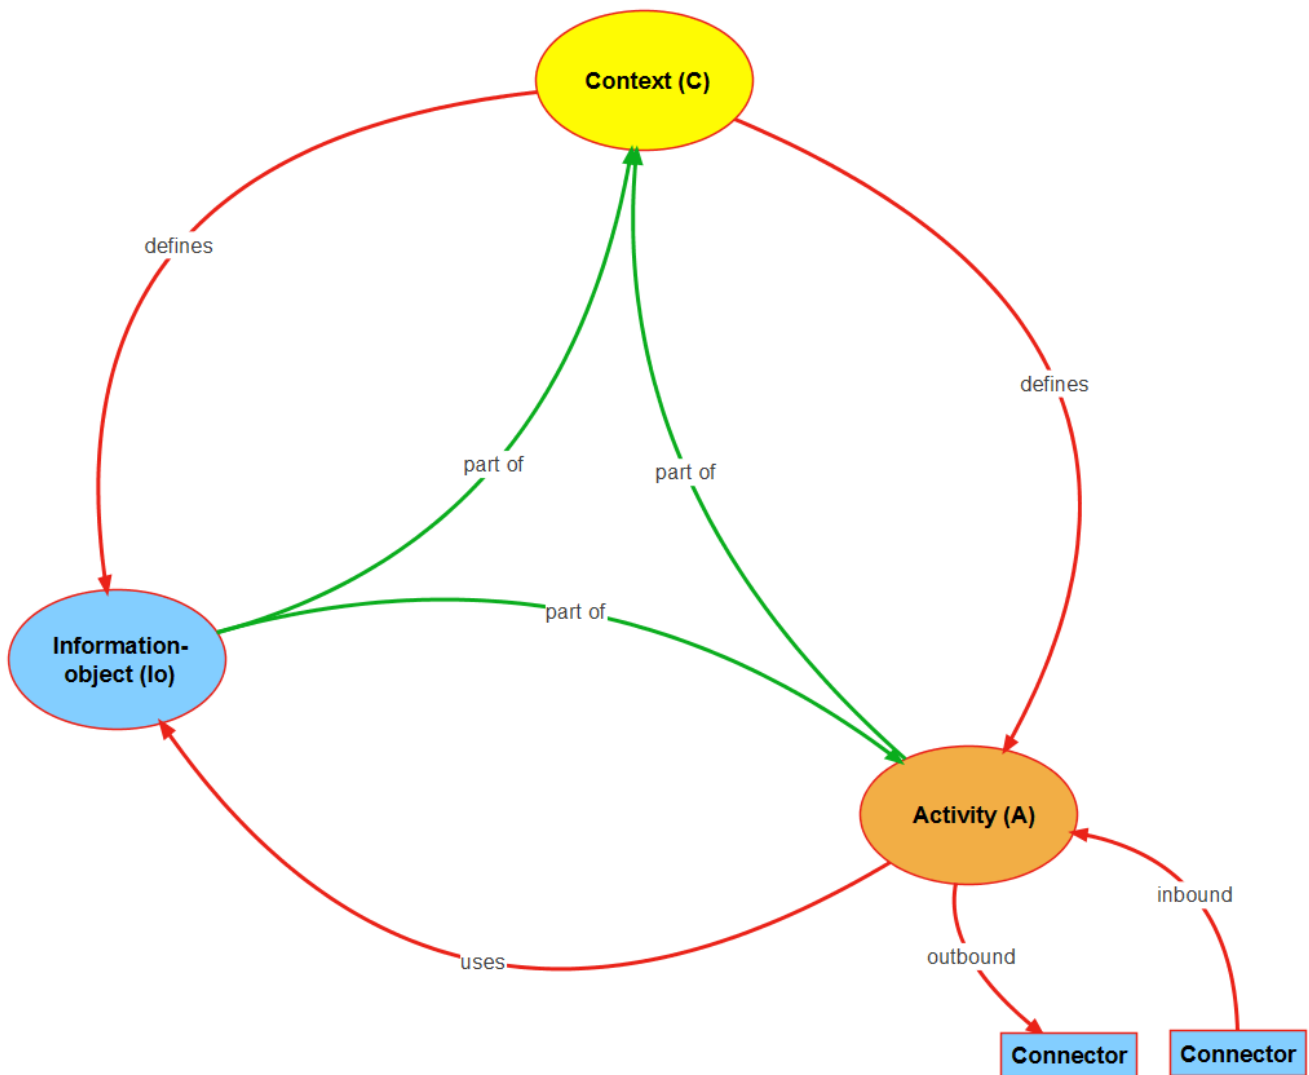 Context (C)
defines
defines
part of
part of
part of
Information-
object (Io)
Activity (A)
inbound
outbound
uses
Connector
Connector